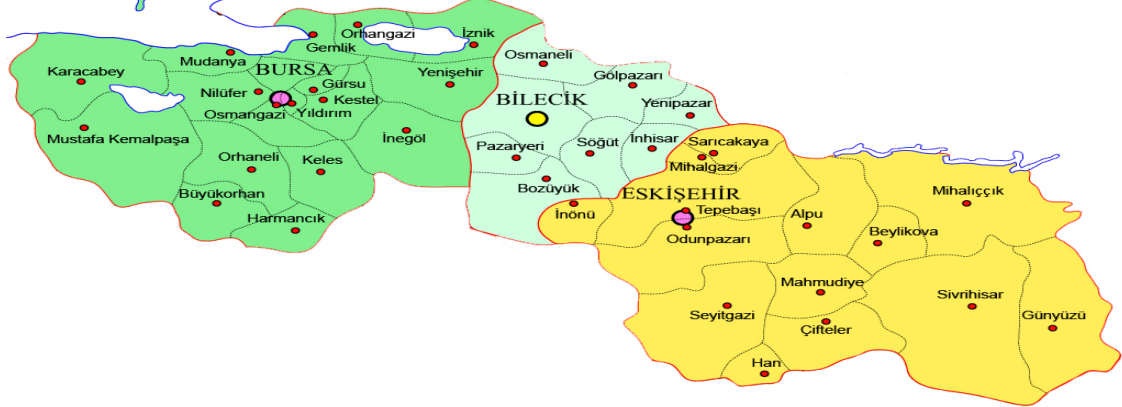 Orhangazi
İznik
Gemlik
Mudanya
Karacabey
BURSA
Yenişehir
Gürsu
Nilüfer
Kestel
Osmangazi
Yıldırım
Mustafa Kemalpaşa
İnegöl
Orhaneli
Keles
Büyükorhan
Harmancık
Osmaneli
Gölpazarı
BİLECİK
Yenipazar
Pazaryeri
Söğüt
İnhisar
Bozüyük
Sarıcakaya
Mihalgazi
ESKİŞEHİR
İnönü
Tepebaşı
Odunpazarı
Alpu
Mihalıççık
Beylikova
Mahmudiye
Sivrihisar
Seyitgazi
Çifteler
Günyüzü
Han